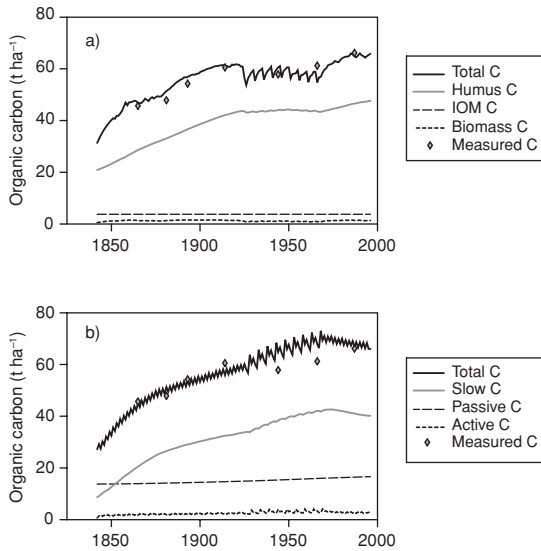 80
a)
60
40
20
0
Organic carbon (t ha⁻¹)
1850 1900 1950 2000
Total C
Humus C
IOM C
Biomass C
Measured C
80
b)
60
40
20
0
Organic carbon (t ha⁻¹)
1850 1900 1950 2000
Total C
Slow C
Passive C
Active C
Measured C